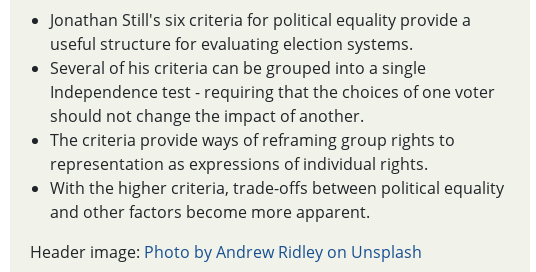 Jonathan Still's six criteria for political equality provide a
useful structure for evaluating election systems.
Several of his criteria can be grouped into a single
Independence test - requiring that the choices of one voter
should not change the impact of another.
The criteria provide ways of reframing group rights to
representation as expressions of individual rights.
With the higher criteria, trade-offs between political equality
and other factors become more apparent.
Header image: Photo by Andrew Ridley on Unsplash